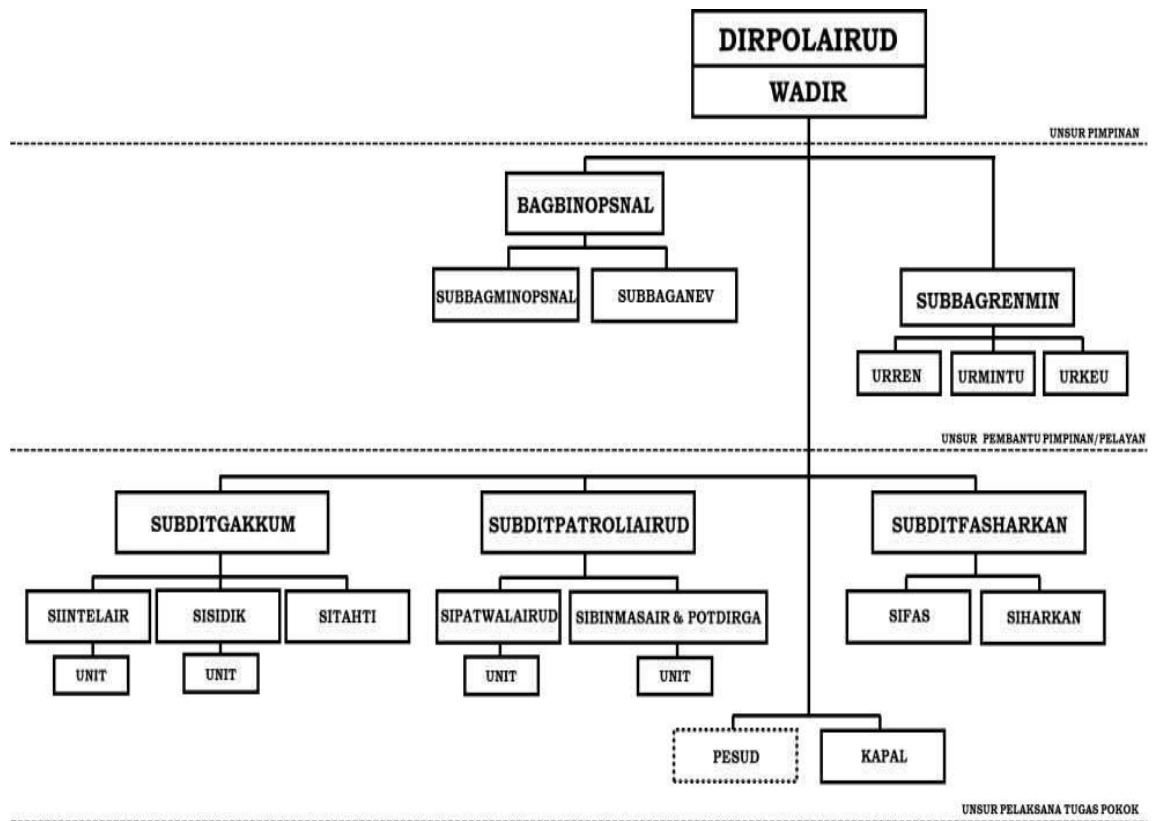 DIRPOLAIRUD
WADIR
UNSUR PIMPINAN
BAGBINOPSNAL
SUBBAGMINOPSNAL
SUBBAGANEV
SUBBAGRENMIN
URREN
URMINTU
URKEU
UNSUR PEMBANTU PIMPINAN/PELAYAN
SUBDITGAKKUM
SUBDITPATROLIAIRUD
SUBDITFASHARKAN
SIINTELAIR
SISIDIK
SITAHTI
SIPATWALAIRUD
SIBINMASAIR & POTDIRGA
SIFAS
SIHARKAN
UNIT
UNIT
UNIT
UNIT
PESUD
KAPAL
UNSUR PELAKSANA TUGAS POKOK